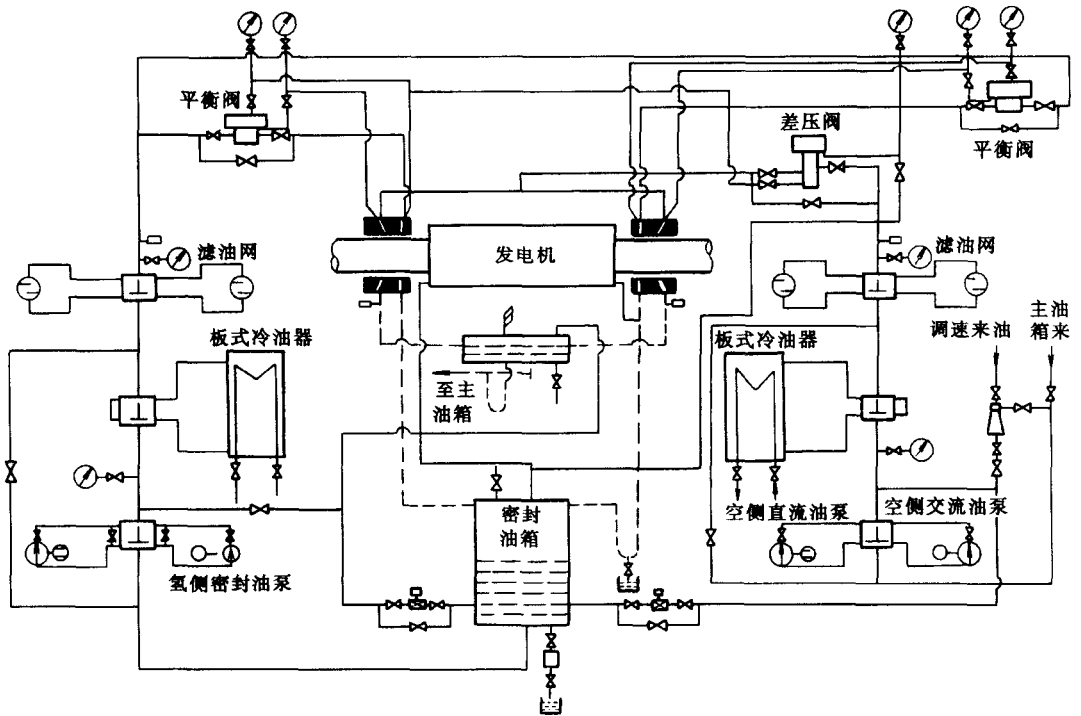 平衡阀
差压阀
平衡阀
滤油网
发电机
滤油网
板式冷油器
板式冷油器
调速来油
主油
箱来
至主
油箱
密封
油箱
空侧直流油泵
空侧交流油泵
氢侧密封油泵